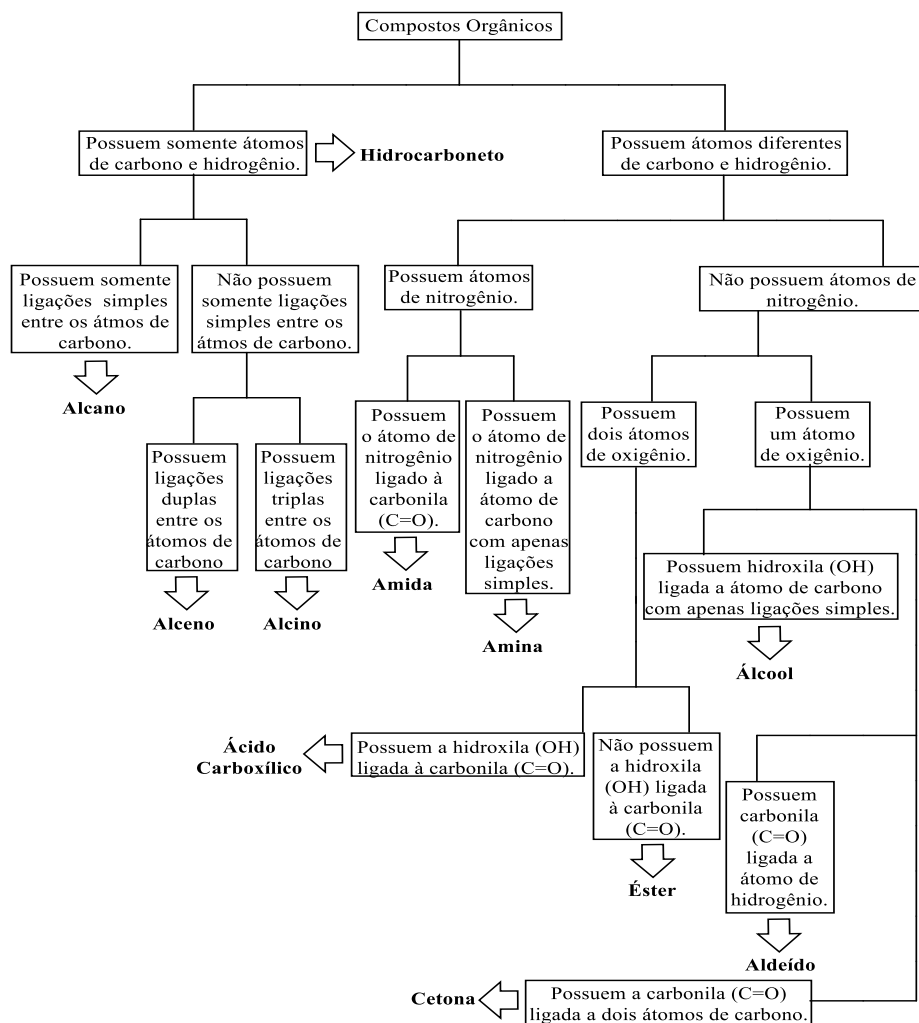 Compostos Orgânicos
Possuem somente átomos
de carbono e hidrogênio.
Hidrocarboneto
Possuem átomos diferentes
de carbono e hidrogênio.
Possuem somente
ligações simples
entre os átmos de
carbono.
Alcano
Não possuem
somente ligações
simples entre os
átmos de carbono.
Possuem
ligações
duplas
entre os
átomos de
carbono
Alceno
Possuem
ligações
triplas
entre os
átomos de
carbono
Alcino
Possuem átomos
de nitrogênio.
Possuem
o átomo de
nitrogênio
ligado à
carbonila
(C=O).
Amida
Possuem
o átomo de
nitrogênio
ligado a
átomo de
carbono
com apenas
ligações
simples.
Amina
Não possuem átomos de
nitrogênio.
Possuem
dois átomos
de oxigênio.
Possuem
um átomo
de oxigênio.
Possuem hidroxila (OH)
ligada a átomo de carbono
com apenas ligações simples.
Álcool
Ácido
Carboxílico
Possuem a hidroxila (OH)
ligada à carbonila (C=O).
Não possuem
a hidroxila
(OH) ligada
à carbonila
(C=O).
Éster
Possuem
carbonila
(C=O)
ligada a
átomo de
hidrogênio.
Aldeído
Cetona
Possuem a carbonila (C=O)
ligada a dois átomos de carbono.